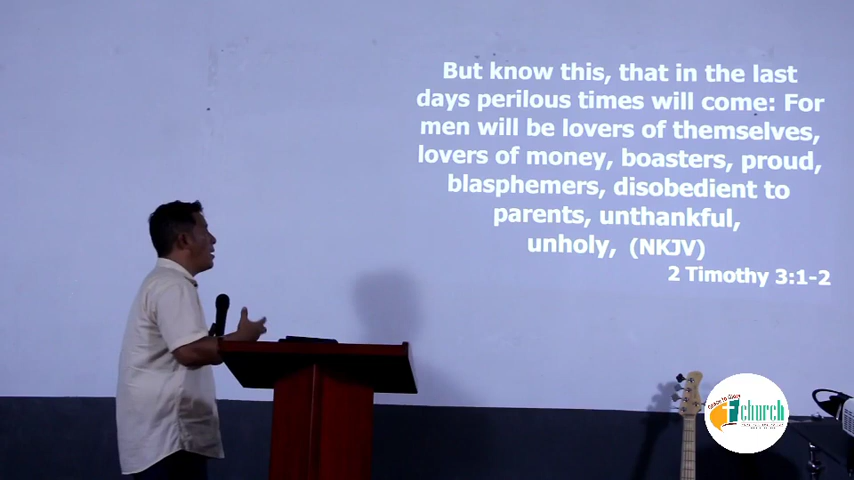 But know this, that in the last
days perilous times will come: For
men will be lovers of themselves,
lovers of money, boasters, proud,
blasphemers, disobedient to
parents, unthankful,
unholy, (NKJV)
2 Timothy 3:1-2
church